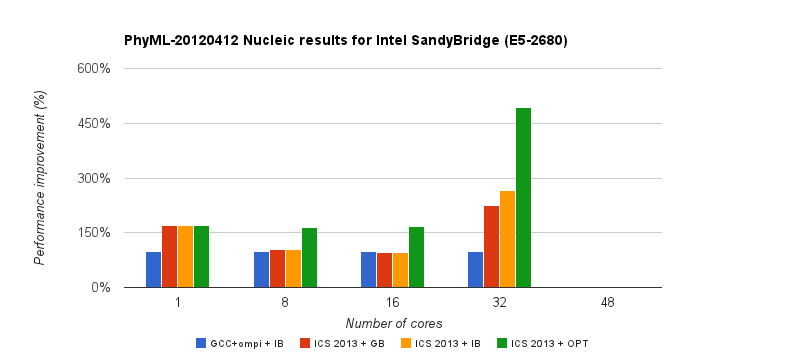 PhyML-20120412 Nucleic results for Intel SandyBridge (E5-2680)
Performance improvement (%)
600%
450%
300%
150%
0%
1 8 16 32 48
Number of cores
GCC+ompi + IB ICS 2013 + GB ICS 2013 + IB ICS 2013 + OPT